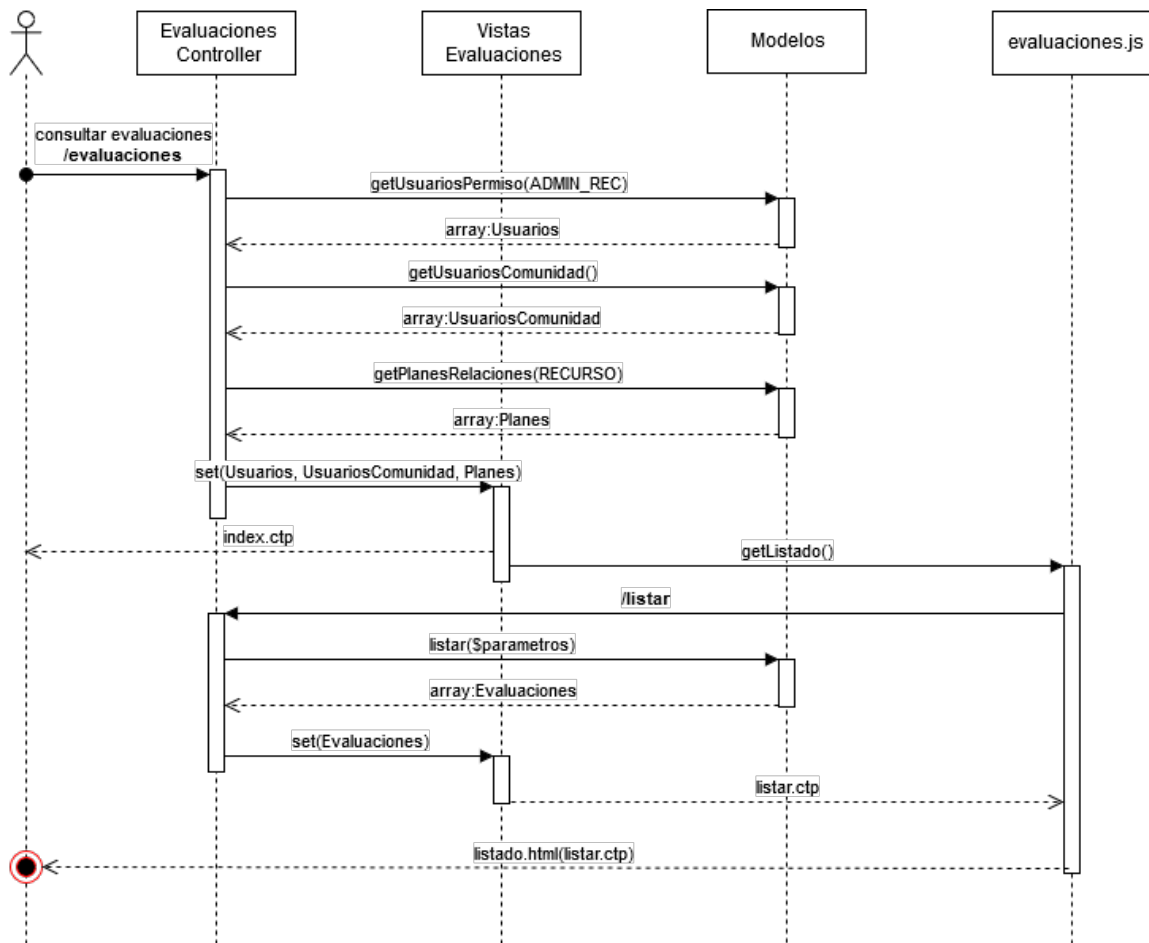 Evaluaciones
Controller
Vistas
Evaluaciones
Modelos
evaluaciones.js
consultar evaluaciones
/evaluaciones
getUsuariosPermiso(ADMIN_REC)
array:Usuarios
getUsuariosComunidad()
array:UsuariosComunidad
getPlanesRelaciones(RECURSO)
array:Planes
set(Usuarios, UsuariosComunidad, Planes)
index.ctp
getListado()
/listar
listar($parametros)
array:Evaluaciones
set(Evaluaciones)
listar.ctp
listado.html(listar.ctp)